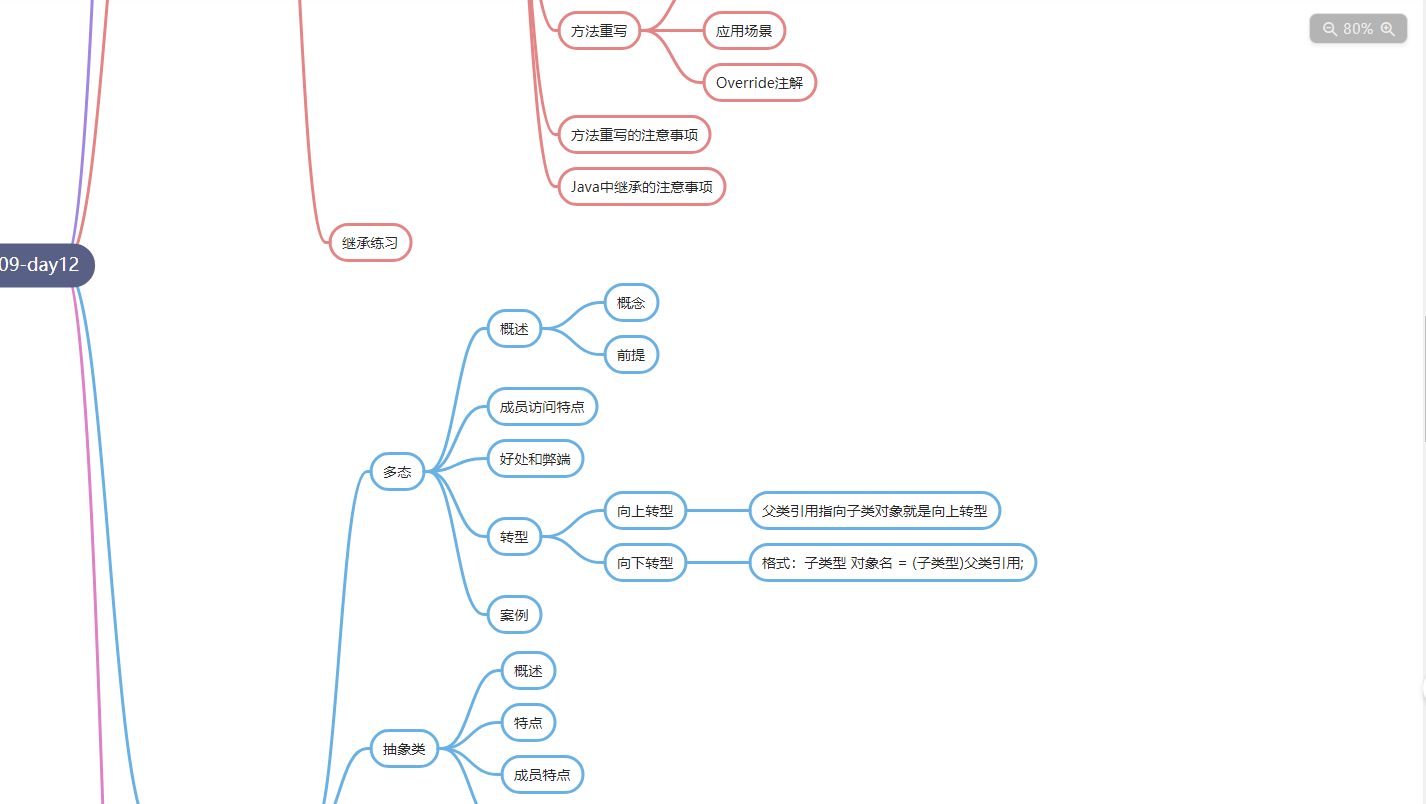 方法重写
应用场景
80%
Override注解
方法重写的注意事项
Java中继承的注意事项
继承练习
09-day12
概述
概念
前提
成员访问特点
好处和弊端
多态
转型
向上转型
父类引用指向子类对象就是向上转型
向下转型
格式：子类型 对象名 = (子类型)父类引用;
案例
抽象类
概述
特点
成员特点